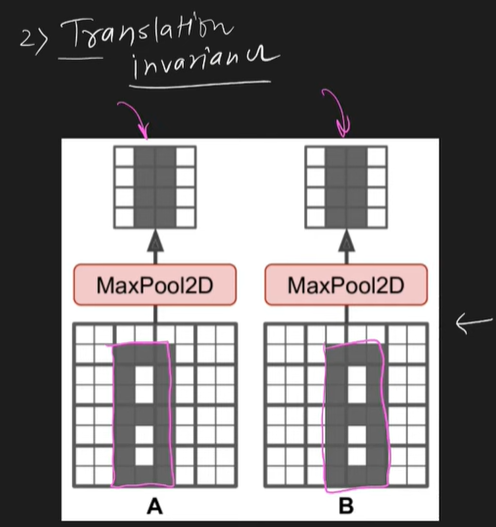 2) Translation
invariance
MaxPool2D MaxPool2D
A B